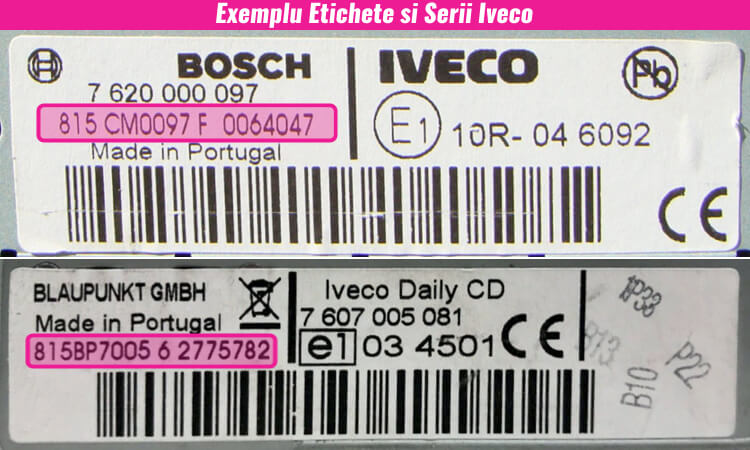 Exemplu Etichete si Serii Iveco
BOSCH
IVECO
Pb
7 620 000 097
815 CM0097 F 0064047
E1 10R- 04 6092
Made in Portugal
CE
BLAUPUNKT GMBH
Iveco Daily CD
Made in Portugal
7 607 005 081
815BP7005 6 2775782
e1 03 4501 CE
B13
P22
B10